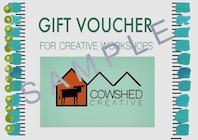 GIFT VOUCHER
FOR CREATIVE WORKSHOPS
SAMPLE
COWSHED
CREATIVE